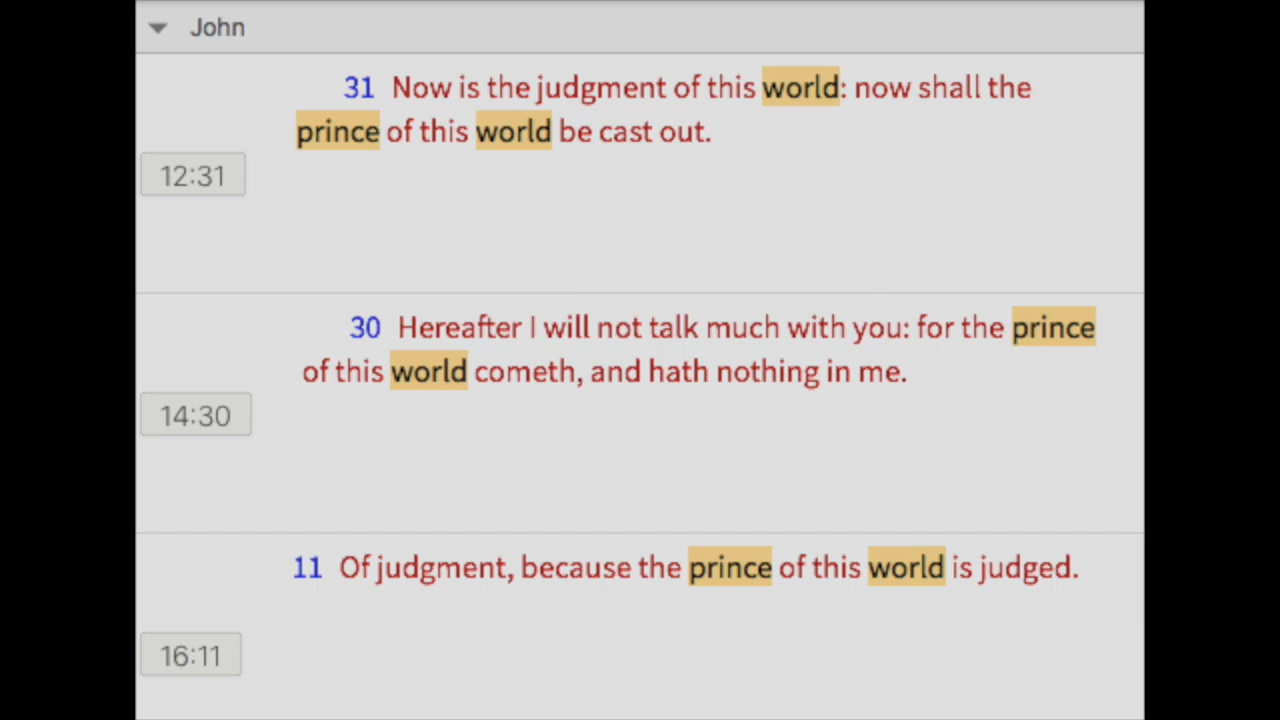 John
31 Now is the judgment of this world: now shall the
prince of this world be cast out.
12:31
30 Hereafter I will not talk much with you: for the prince
of this world cometh, and hath nothing in me.
14:30
11 Of judgment, because the prince of this world is judged.
16:11